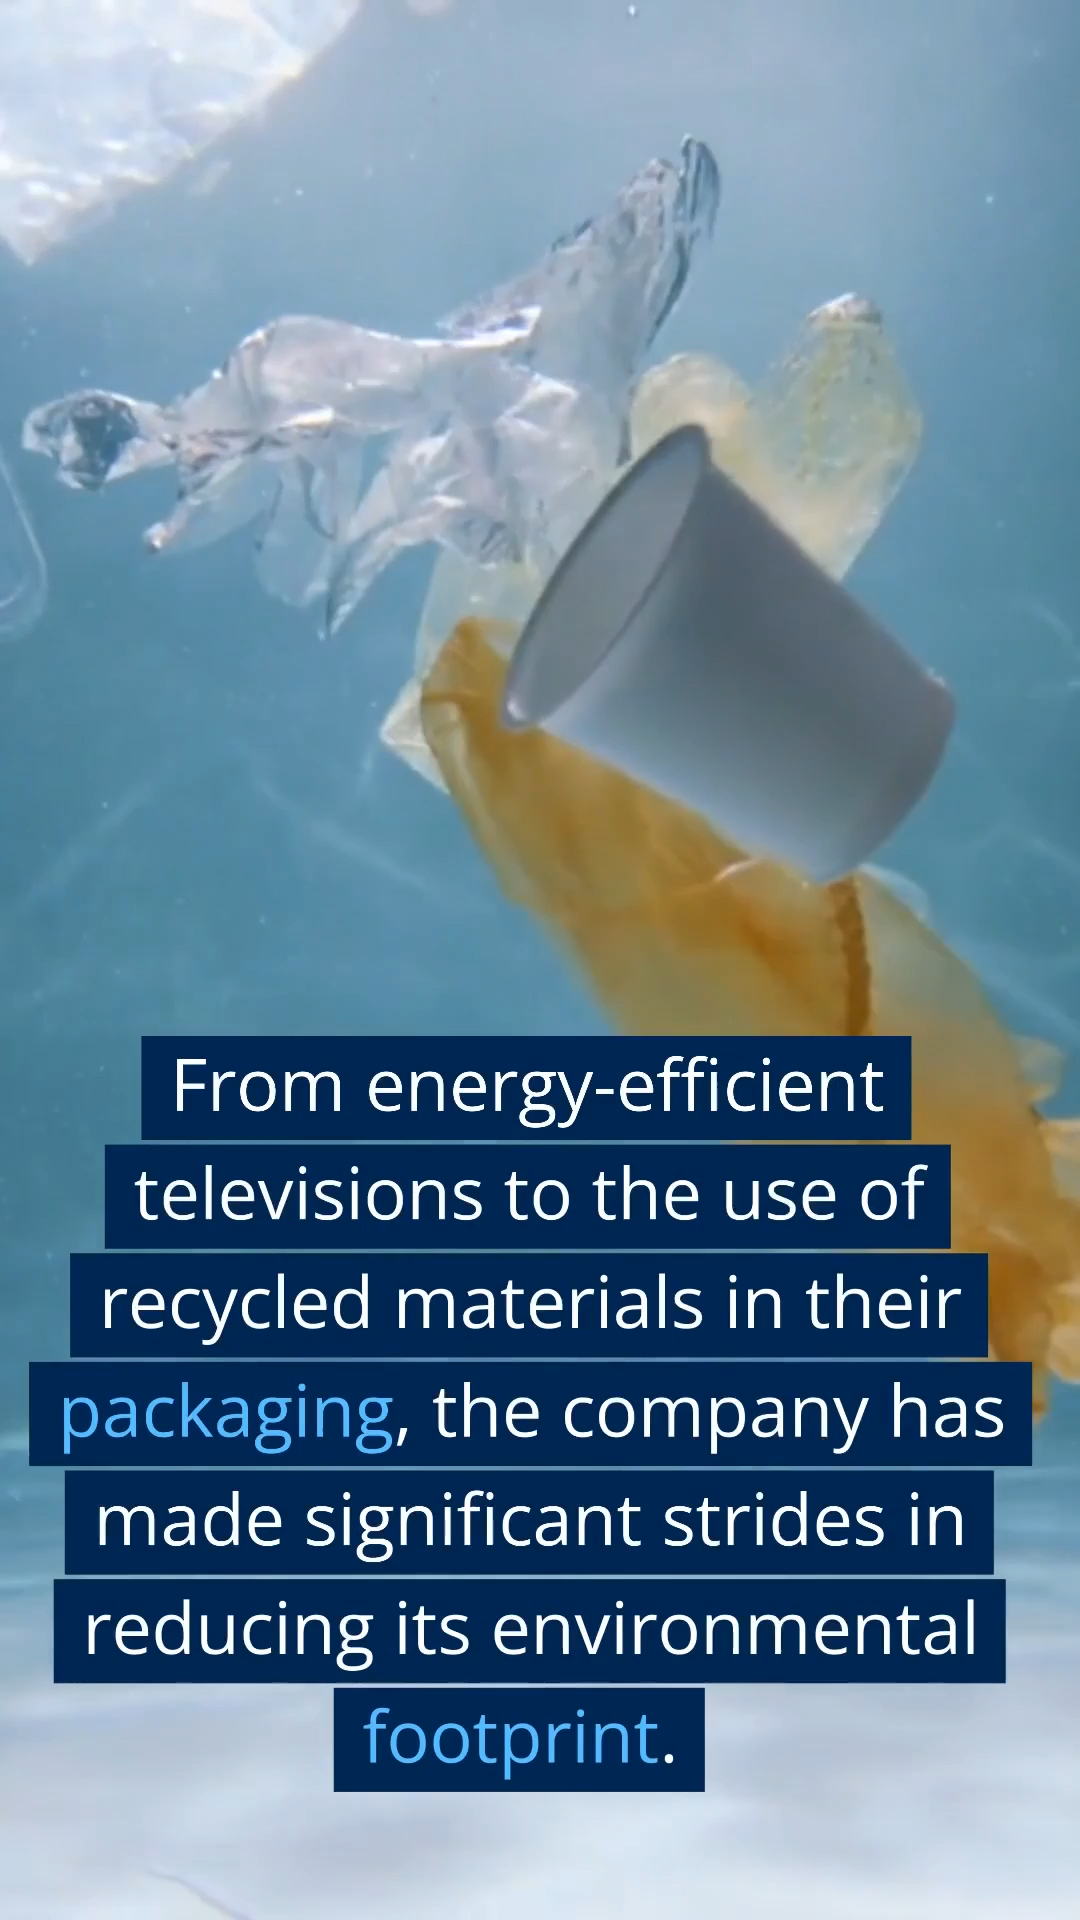 From energy-efficient
televisions to the use of
recycled materials in their
packaging, the company has
made significant strides in
reducing its environmental
footprint.